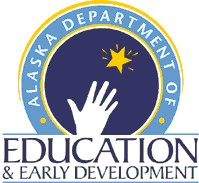 ALASKA DEPARTMENT OF
EDUCATION
& EARLY DEVELOPMENT